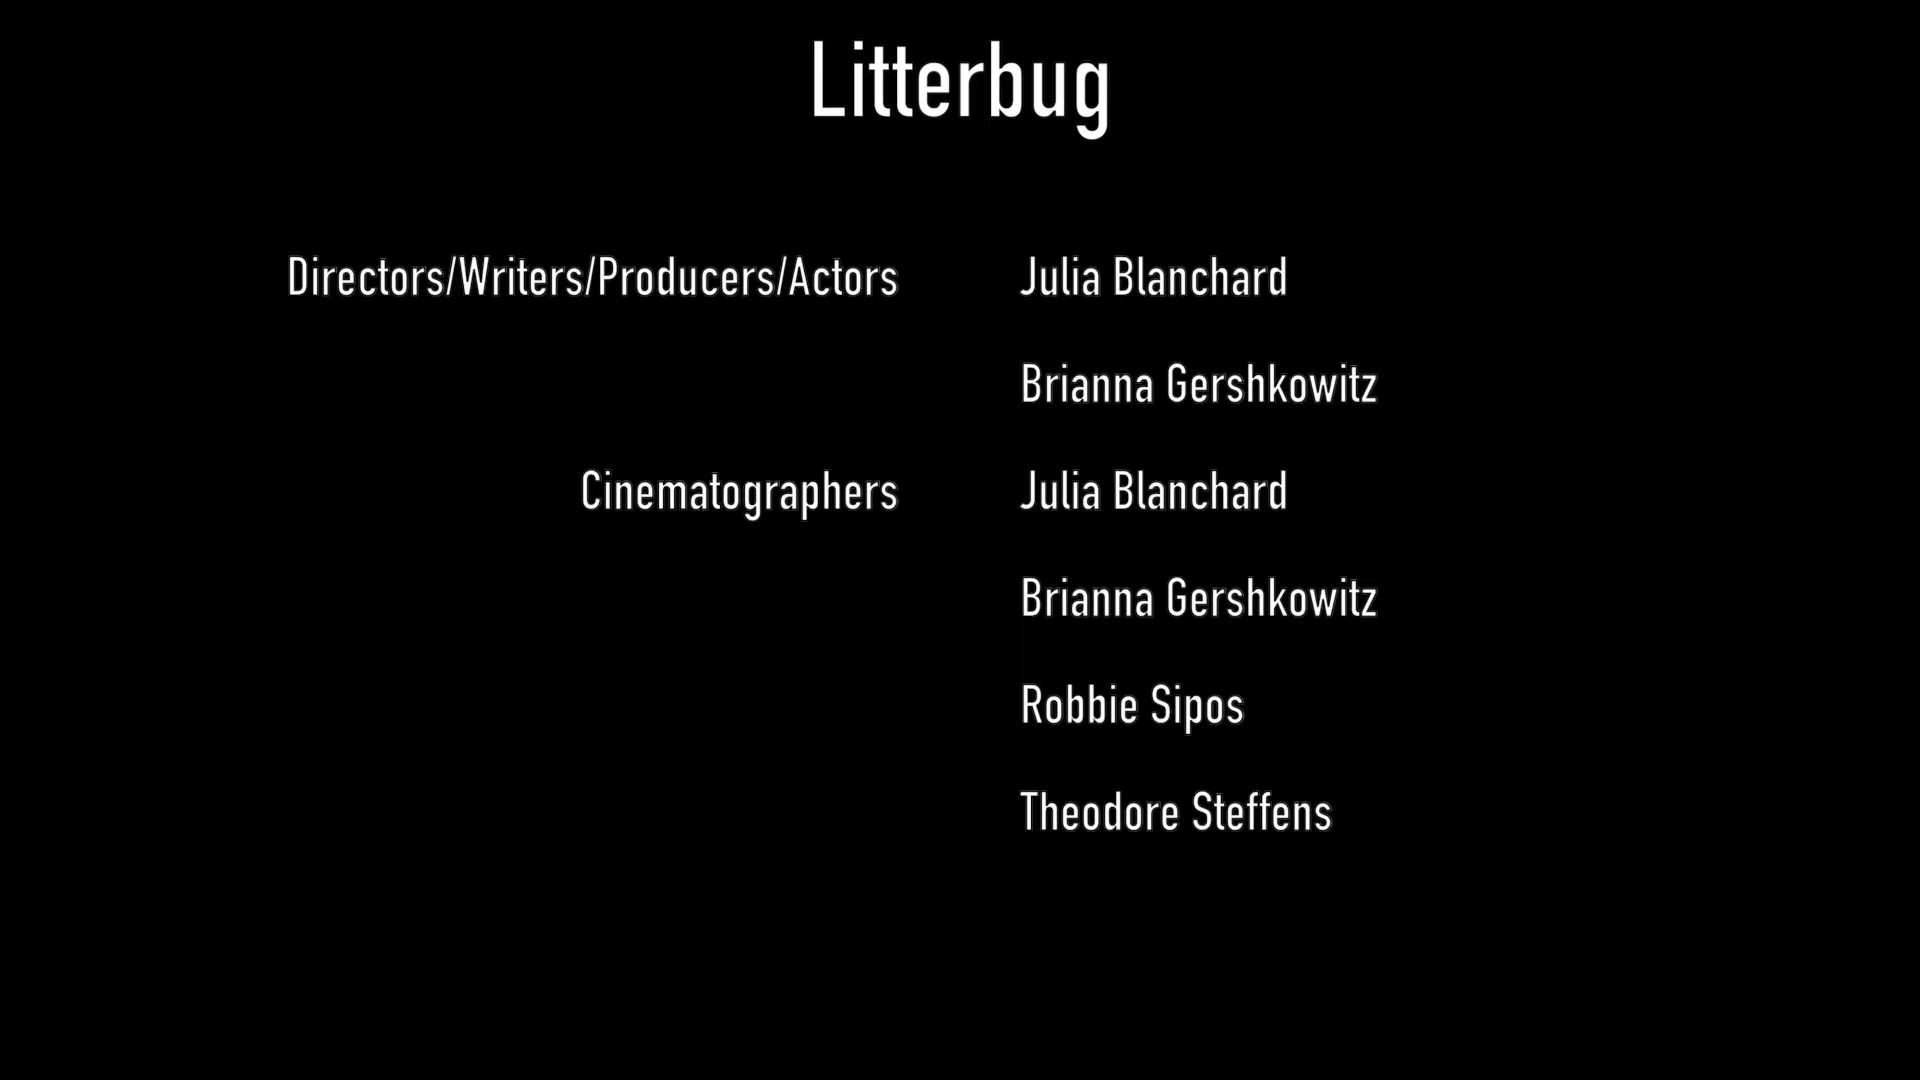 Litterbug
Directors/Writers/Producers/Actors Julia Blanchard
Brianna Gershkowitz
Cinematographers Julia Blanchard
Brianna Gershkowitz
Robbie Sipos
Theodore Steffens